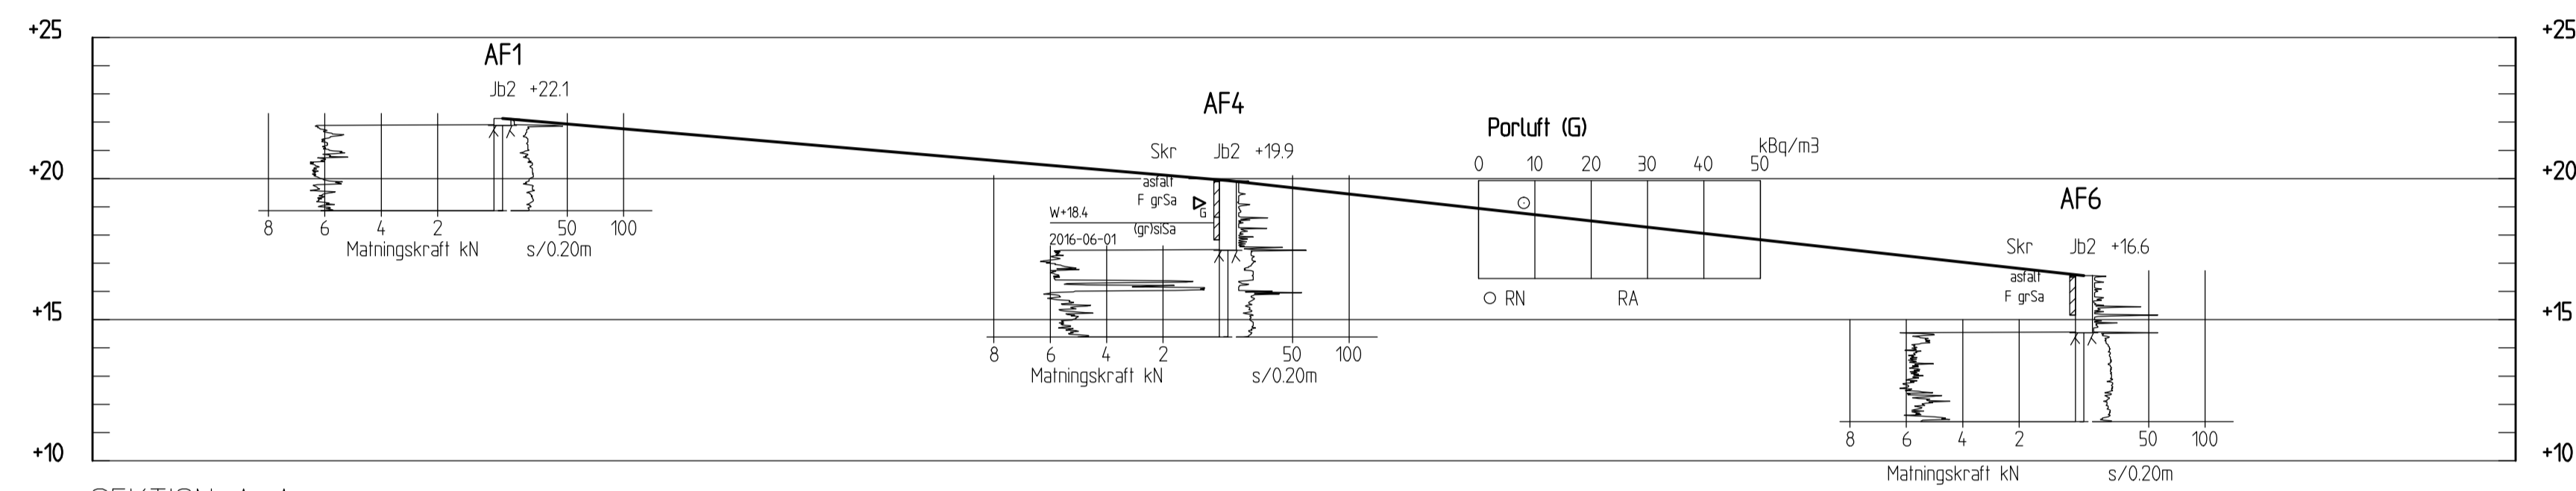 +25 +25
AF1
Jb2 +22.1
AF4
Porluft (G)
Skr Jb2 +19.9
kBq/m3
0 10 20 30 40 50
+20 +20
asfalt
F grSa
G
AF6
W+18.4
(gr)siSa
8 6 4 2 50 100
Matningskraft kN s/0.20m
2016-06-01
Skr Jb2 +16.6
asfalt
F grSa
RN RA
+15 +15
8 6 4 2 50 100
Matningskraft kN s/0.20m
8 6 4 2 50 100
+10 +10
Matningskraft kN s/0.20m